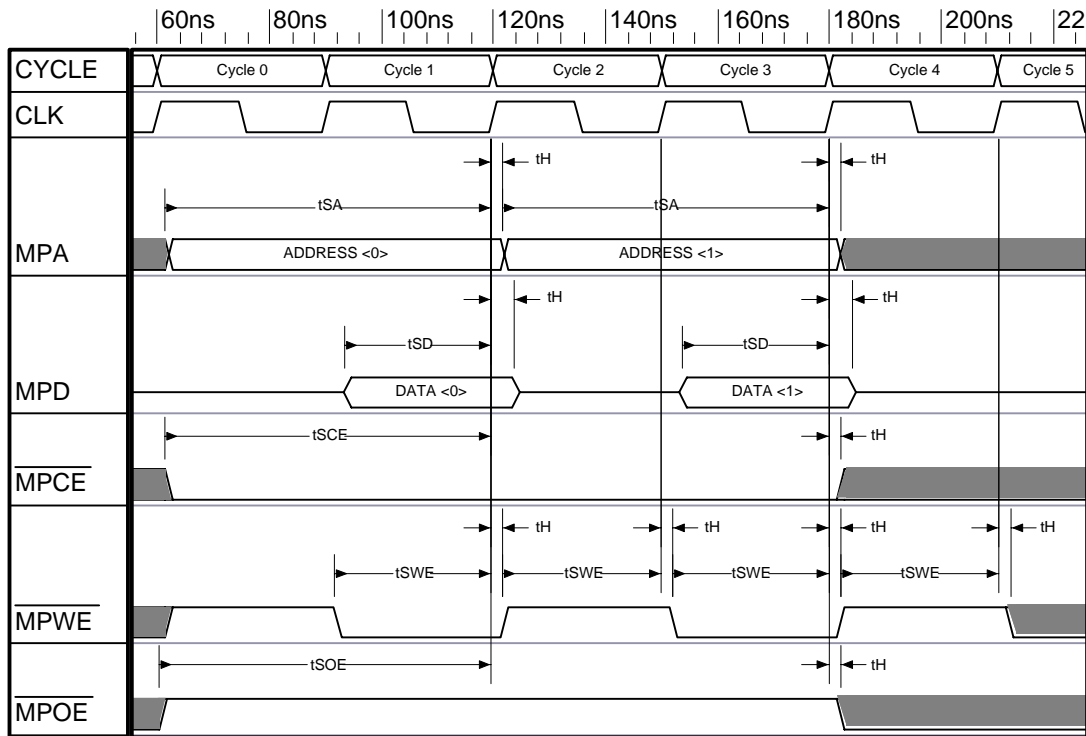 60ns 80ns 100ns 120ns 140ns 160ns 180ns 200ns 22
CYCLE Cycle 0 Cycle 1 Cycle 2 Cycle 3 Cycle 4 Cycle 5
CLK
tH tH
tSA tSA
MPA ADDRESS <0> ADDRESS <1>
tH tH
tSD tSD
MPD DATA <0> DATA <1>
tSCE tH
MPCE
tH tH tH tH
tSWE tSWE tSWE tSWE
MPWE
tSOE tH
MPOE